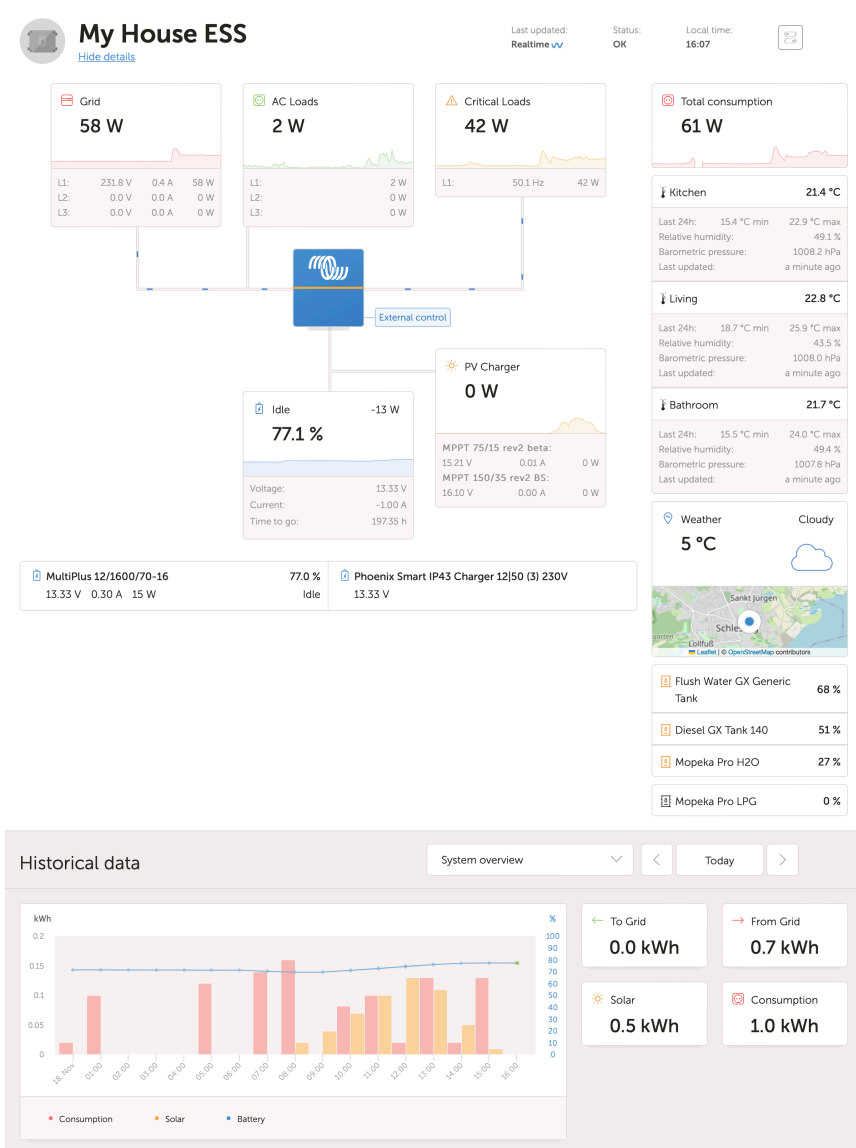 My House ESS
Hide details
Last updated: Status: Local time:
Realtime OK 16:07
Grid
58 W
L1: 231.8 V 0.4 A 58 W
L2: 0.0 V 0.0 A 0 W
L3: 0.0 V 0.0 A 0 W
AC Loads
2 W
L1: 2 W
L2: 0 W
L3: 0 W
Critical Loads
42 W
L1: 50.1 Hz 42 W
Total consumption
61 W
External control
PV Charger
0 W
MPPT 75/15 rev2 beta:
15.21 V 0.01 A 0 W
MPPT 150/35 rev2 BS:
16.10 V 0.00 A 0 W
Idle -13 W
77.1 %
Voltage: 13.33 V
Current: -1.00 A
Time to go: 197.35 h
MultiPlus 12/1600/70-16 77.0 %
13.33 V 0.30 A 15 W Idle
Phoenix Smart IP43 Charger 12|50 (3) 230V
13.33 V
Kitchen 21.4 °C
Last 24h: 15.4 °C min 22.9 °C max
Relative humidity: 49.1 %
Barometric pressure: 1008.2 hPa
Last updated: a minute ago
Living 22.8 °C
Last 24h: 18.7 °C min 25.9 °C max
Relative humidity: 43.5 %
Barometric pressure: 1008.0 hPa
Last updated: a minute ago
Bathroom 21.7 °C
Last 24h: 15.5 °C min 24.0 °C max
Relative humidity: 49.4 %
Barometric pressure: 1007.8 hPa
Last updated: a minute ago
Weather Cloudy
5 °C
Sankt Jürgen
Lollfuß
Leaflet | © OpenStreetMap contributors
Flush Water GX Generic
Tank
68 %
Diesel GX Tank 140 51 %
Mopeka Pro H2O 27 %
Mopeka Pro LPG 0 %
Historical data
System overview
Today
kWh %
0.2
0.15
0.1
0.05
0
100
90
80
70
60
50
40
30
20
10
0
18. Nov 01:00 02:00 03:00 04:00 05:00 06:00 07:00 08:00 09:00 10:00 11:00 12:00 13:00 14:00 15:00 16:00
Consumption Solar Battery
To Grid
0.0 kWh
From Grid
0.7 kWh
Solar
0.5 kWh
Consumption
1.0 kWh